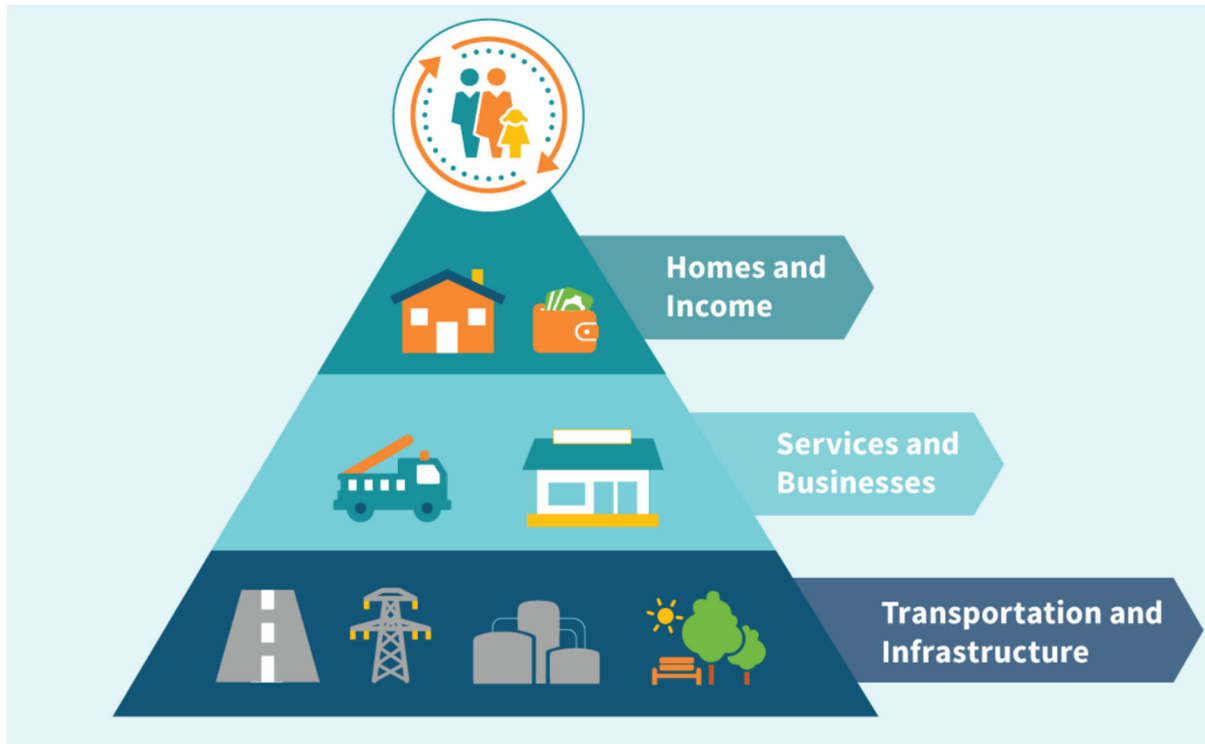 Homes and
Income
Services and
Businesses
Transportation and
Infrastructure